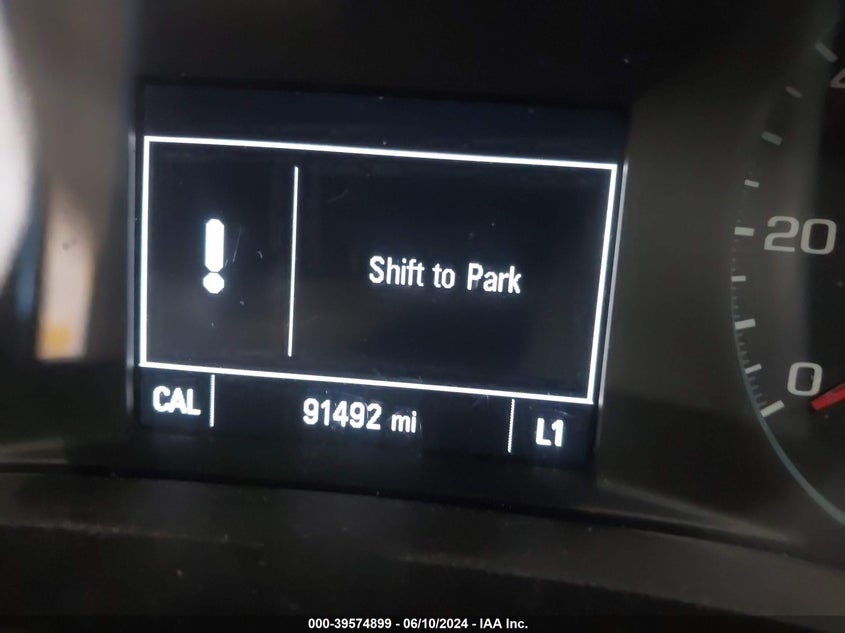 !
Shift to Park
CAL 91492 mi L1
20
0
000-39574899 - 06/10/2024 - IAA Inc.